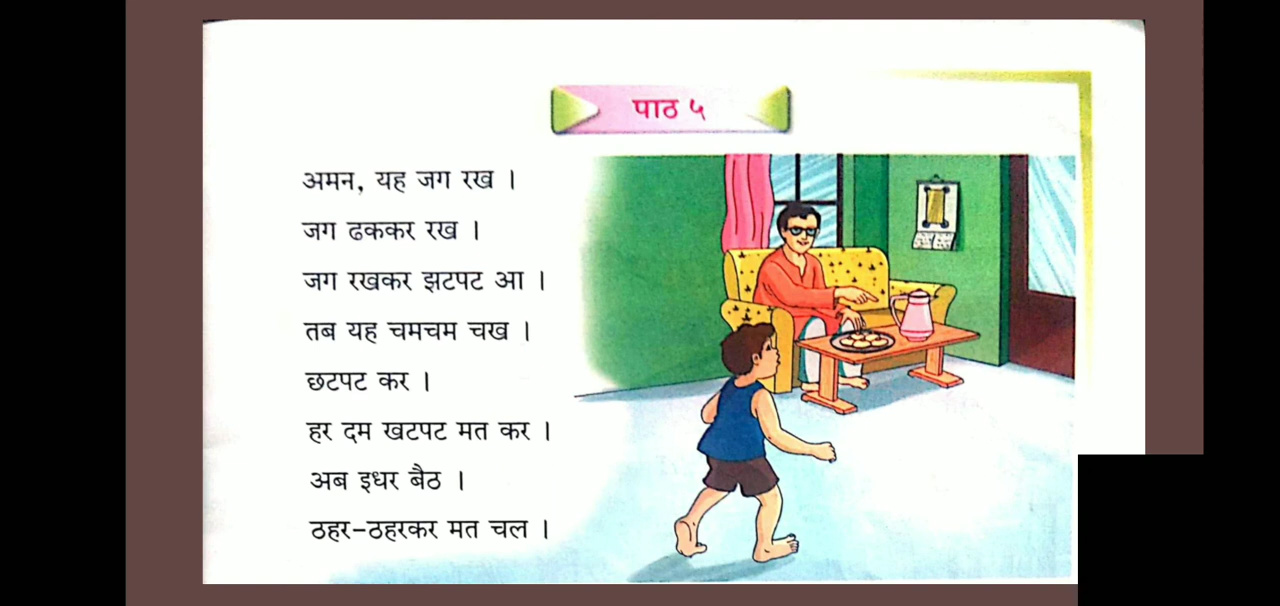 पाठ ५
अमन, यह जग रख ।
जग ढककर रख ।
जग रखकर झटपट आ ।
तब यह चमचम चख ।
छटपट कर ।
हर दम खटपट मत कर ।
अब इधर बैठ ।
ठहर-ठहरकर मत चल ।